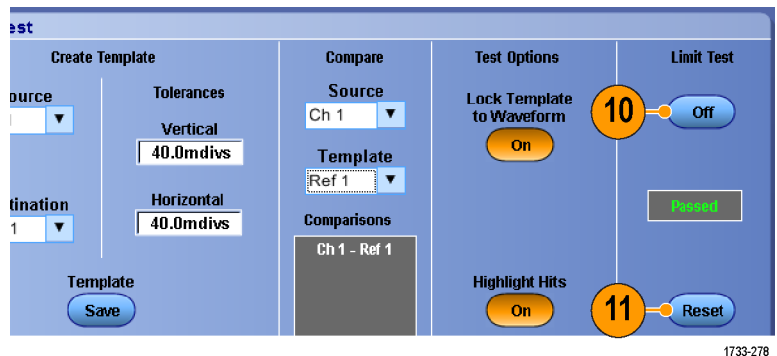 est
Create Template
Compare
Test Options
Limit Test
ource
Tolerances
Vertical
40.0mdivs
Horizontal
40.0mdivs
tination
1
Template
Save
Source
Ch 1
Template
Ref 1
Comparisons
Ch 1 - Ref 1
Lock Template
to Waveform
On
Highlight Hits
On
10
Off
Passed
11
Reset
1733-278